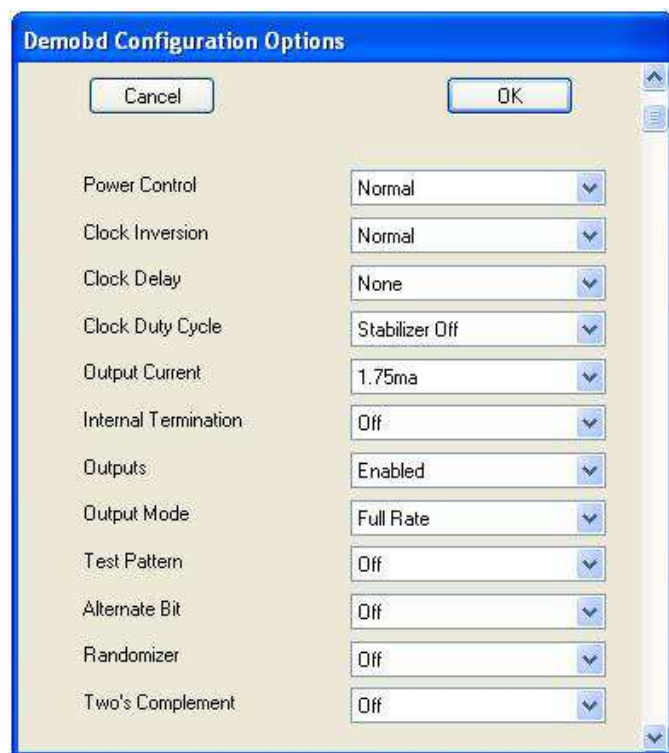 Demobd Configuration Options
Cancel OK
Power Control Normal
Clock Inversion Normal
Clock Delay None
Clock Duty Cycle Stabilizer Off
Output Current 1.75ma
Internal Termination Off
Outputs Enabled
Output Mode Full Rate
Test Pattern Off
Alternate Bit Off
Randomizer Off
Two's Complement Off